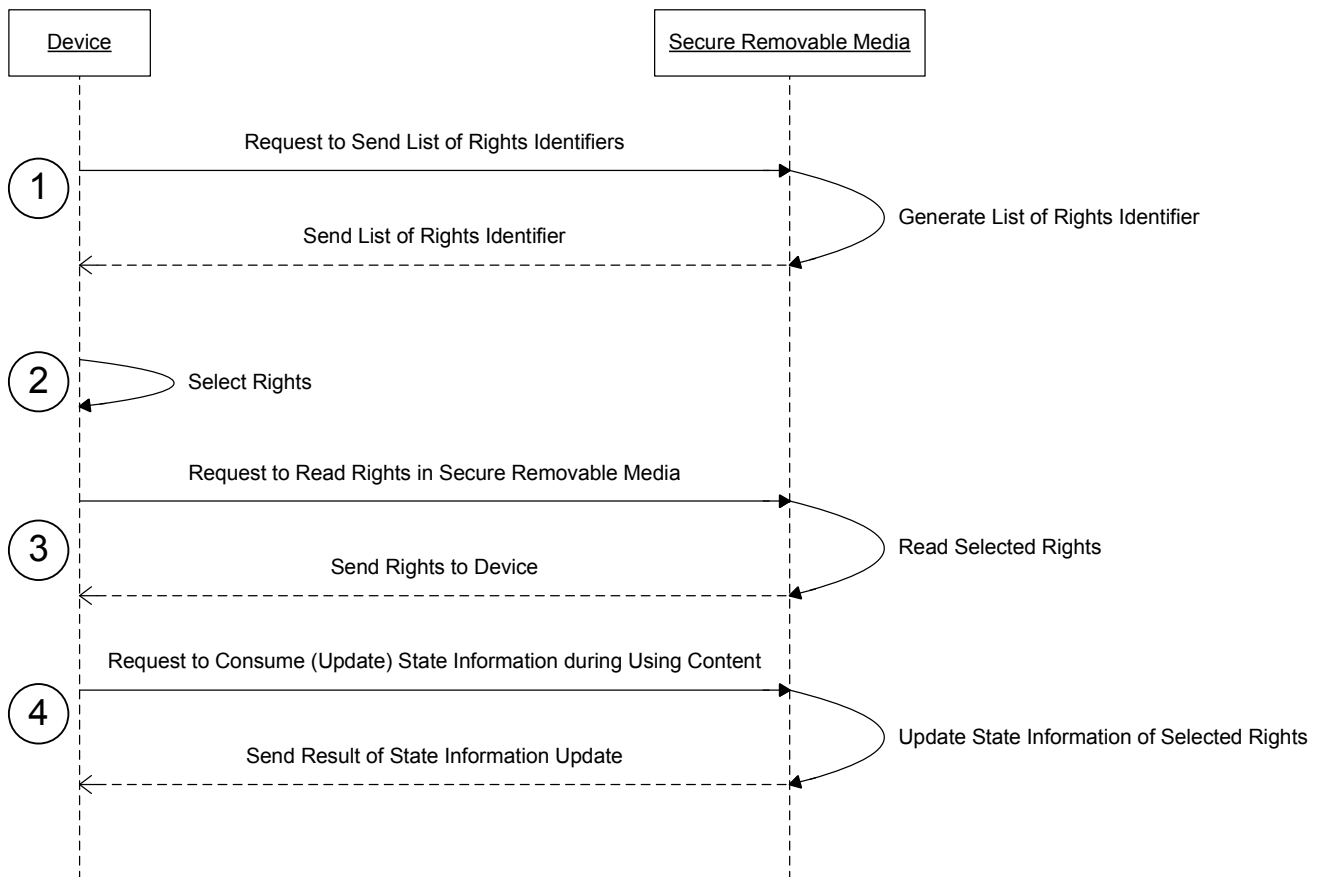 Device
Secure Removable Media
Request to Send List of Rights Identifiers
1
Generate List of Rights Identifier
Send List of Rights Identifier
2
Select Rights
Request to Read Rights in Secure Removable Media
3
Read Selected Rights
Send Rights to Device
Request to Consume (Update) State Information during Using Content
4
Update State Information of Selected Rights
Send Result of State Information Update